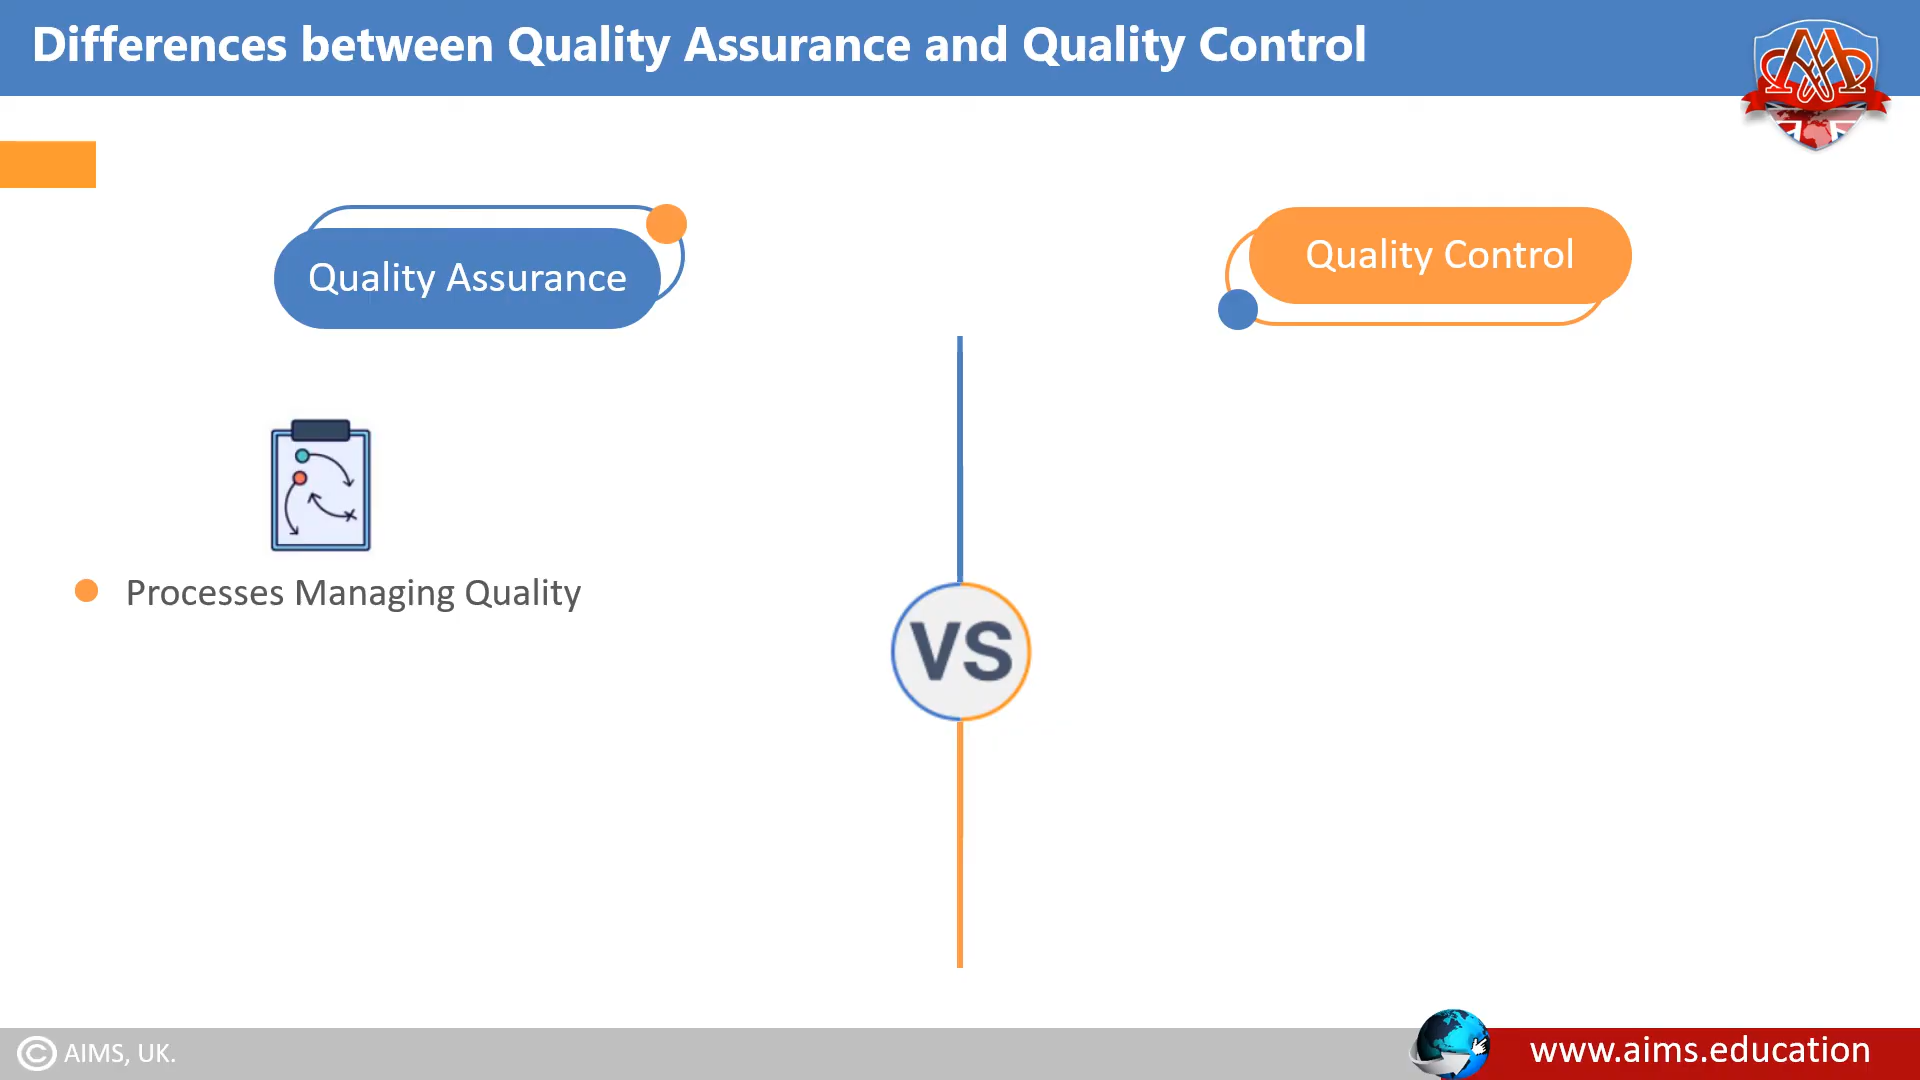 Differences between Quality Assurance and Quality Control
Quality Assurance
Quality Control
Processes Managing Quality
VS
© AIMS, UK.
www.aims.education